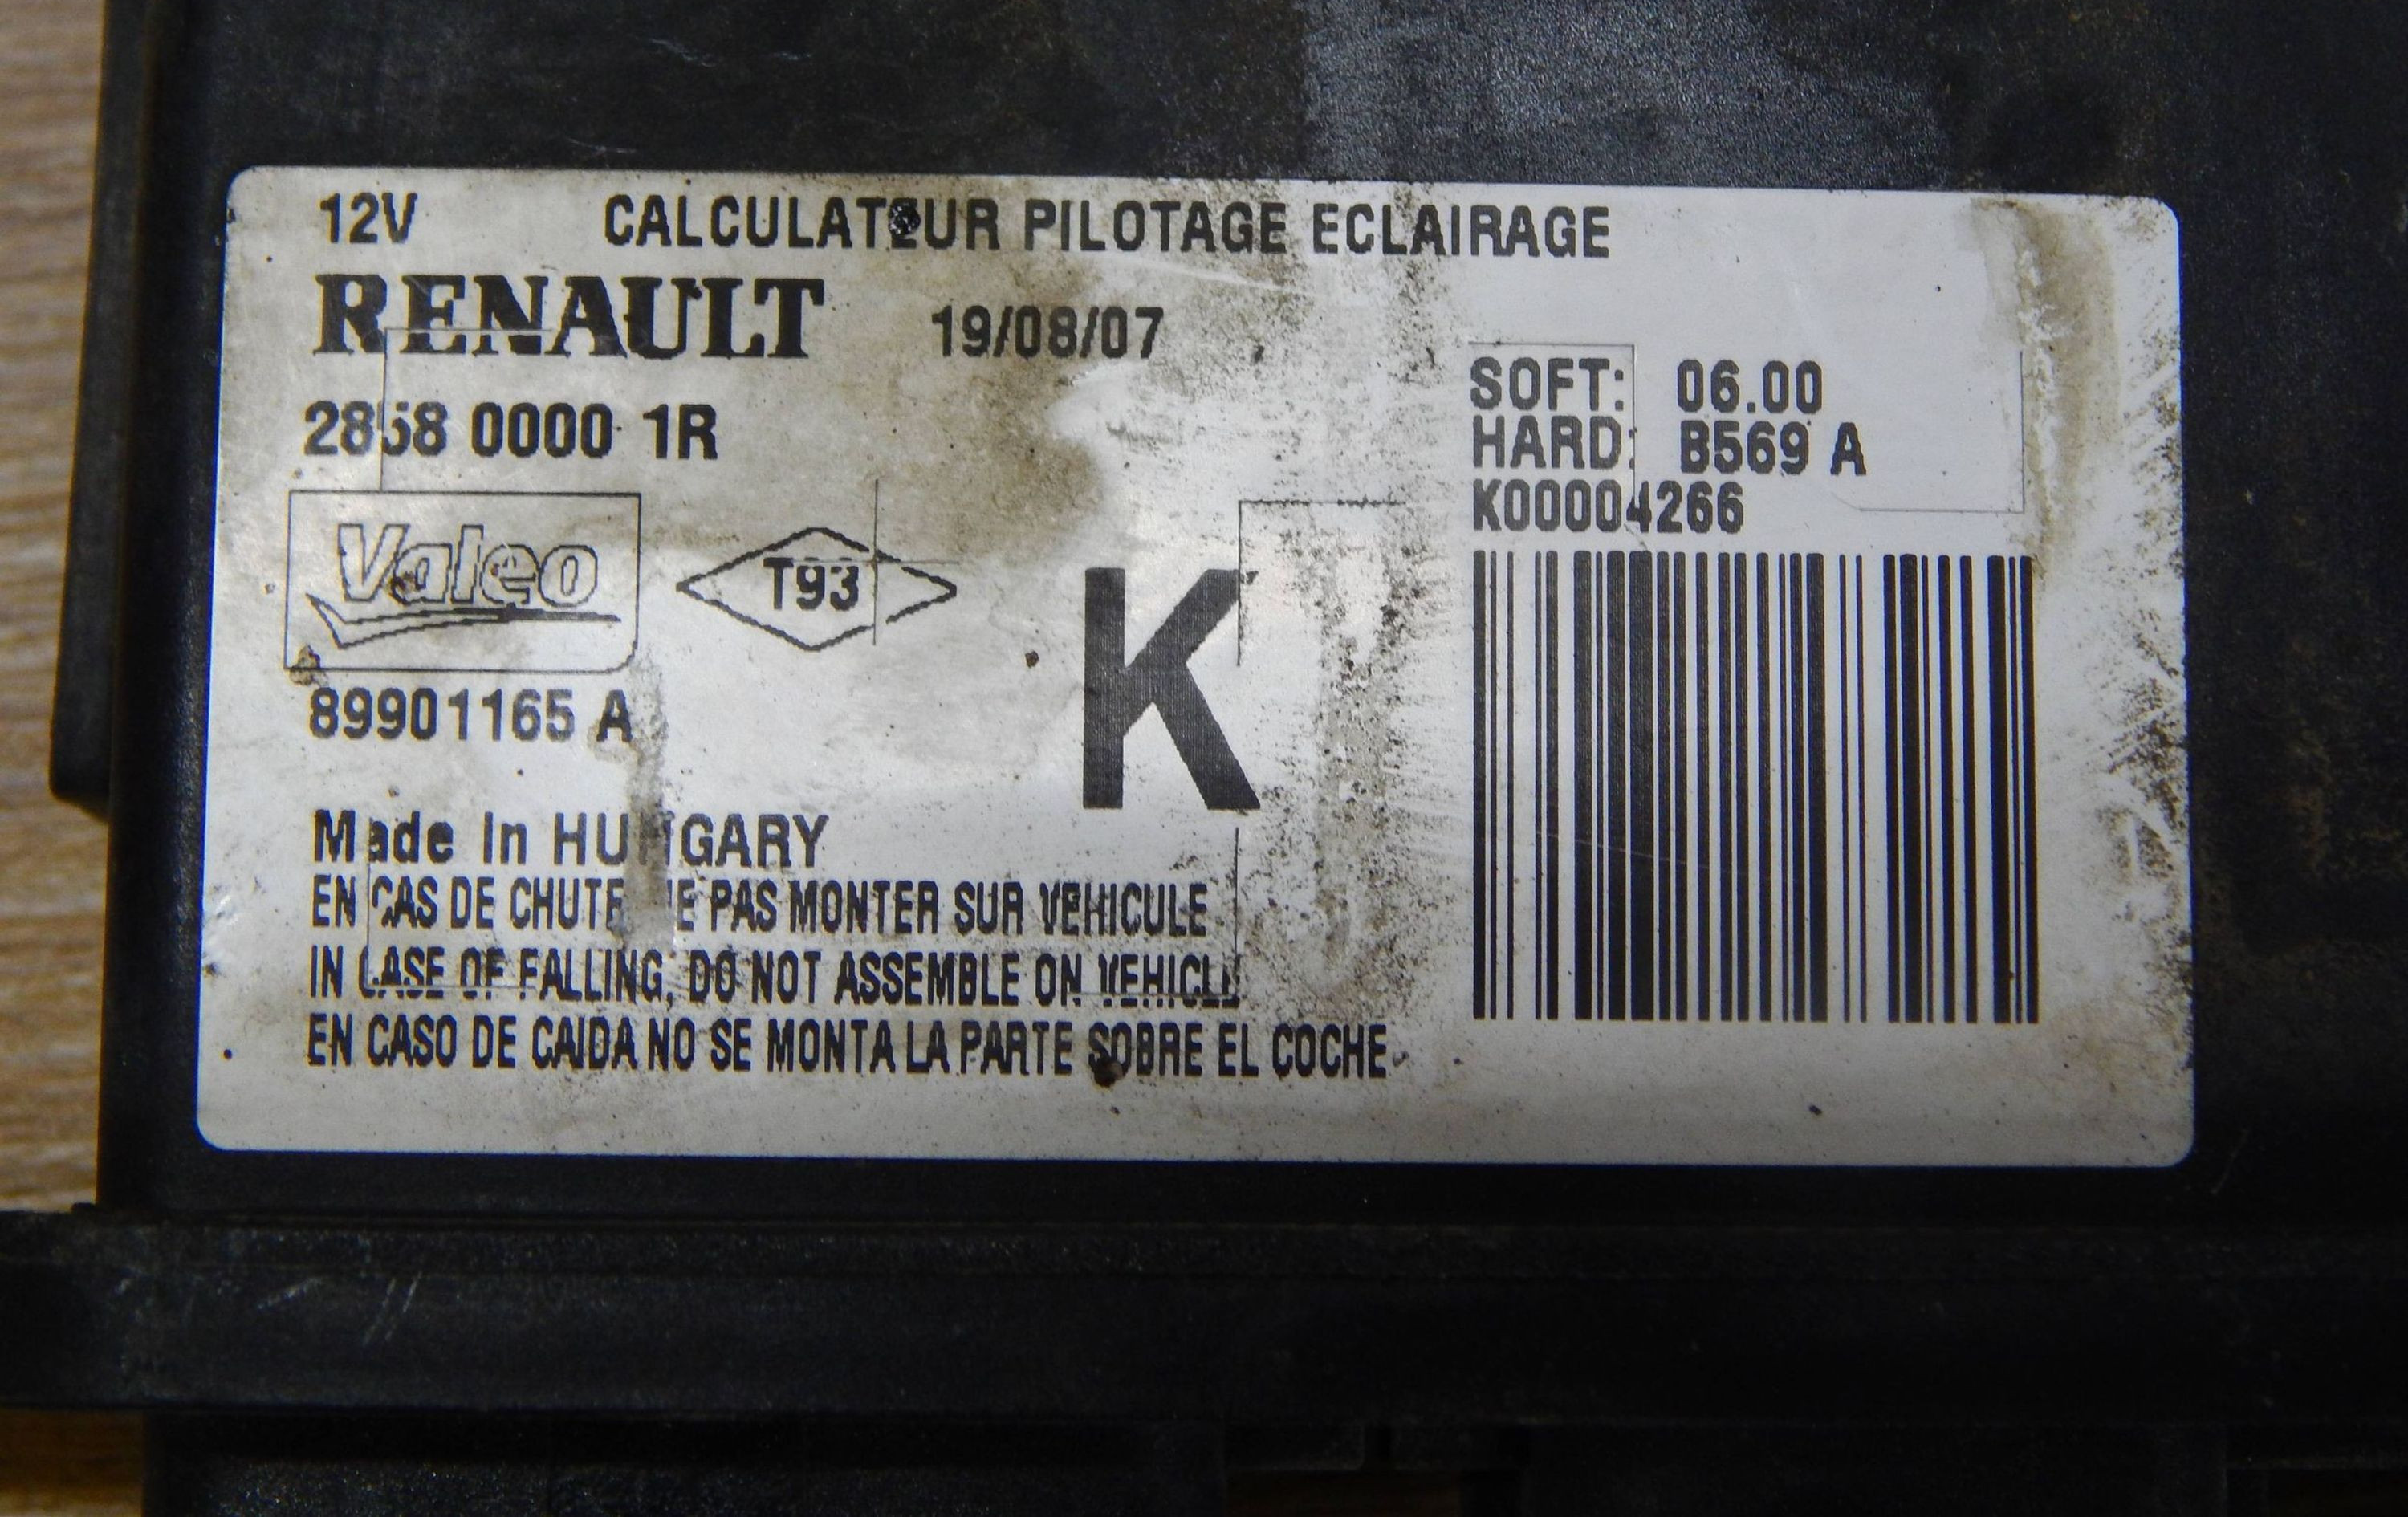 12V CALCULATEUR PILOTAGE ECLAIRAGE
RENAULT 19/08/07
SOFT: 06.00
2858 0000 1R
HARD: B569 A
K00004266
Valeo
T93
K
89901165 A
Made In HUNGARY
EN CAS DE CHUTE NE PAS MONTER SUR VEHICULE
IN CASE OF FALLING, DO NOT ASSEMBLE ON VEHICLE
EN CASO DE CAIDA NO SE MONTA LA PARTE SOBRE EL COCHE